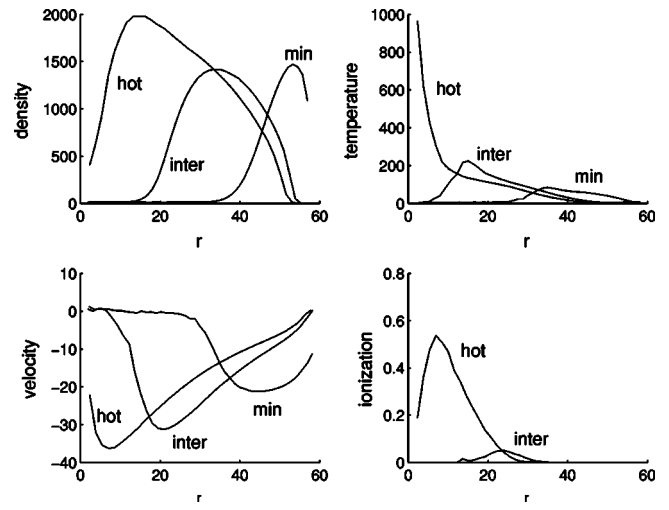 2000
1500
1000
500
0
density
hot
inter
min
0
20
40
60
r
1000
800
600
400
200
0
temperature
hot
inter
min
0
20
40
60
r
10
0
−10
−20
−30
−40
velocity
hot
inter
min
0
20
40
60
r
0.8
0.6
0.4
0.2
0
ionization
hot
inter
0
20
40
60
r